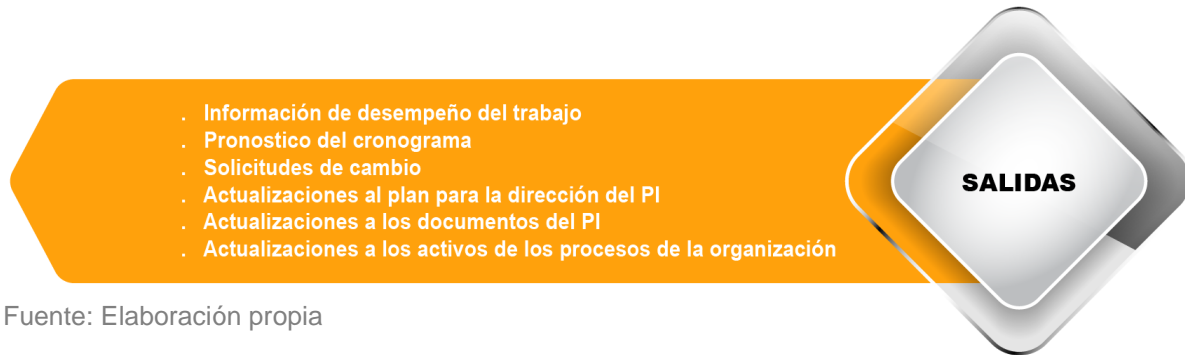 . Información de desempeño del trabajo
. Pronostico del cronograma
. Solicitudes de cambio
. Actualizaciones al plan para la dirección del PI
. Actualizaciones a los documentos del PI
. Actualizaciones a los activos de los procesos de la organización
SALIDAS
Fuente: Elaboración propia